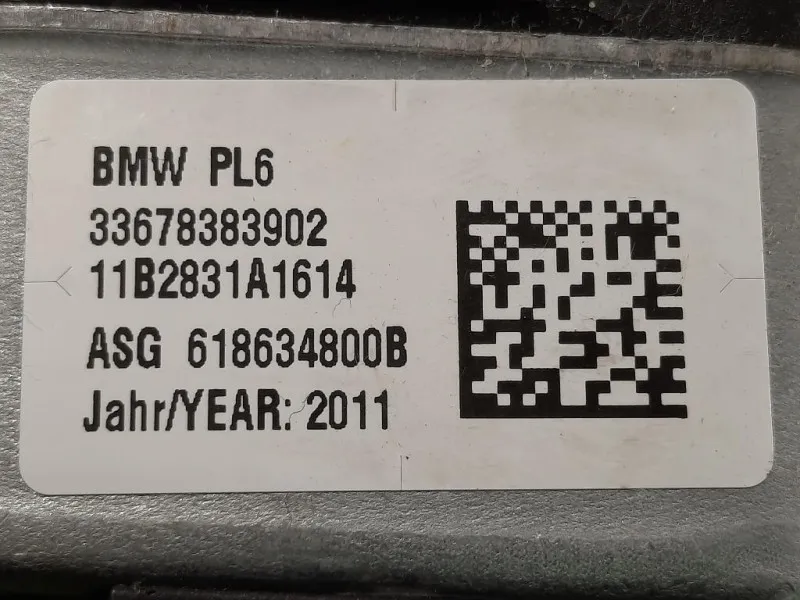 BMW PL6
33678383902
11B2831A1614
ASG 618634800B
Jahr/YEAR: 2011